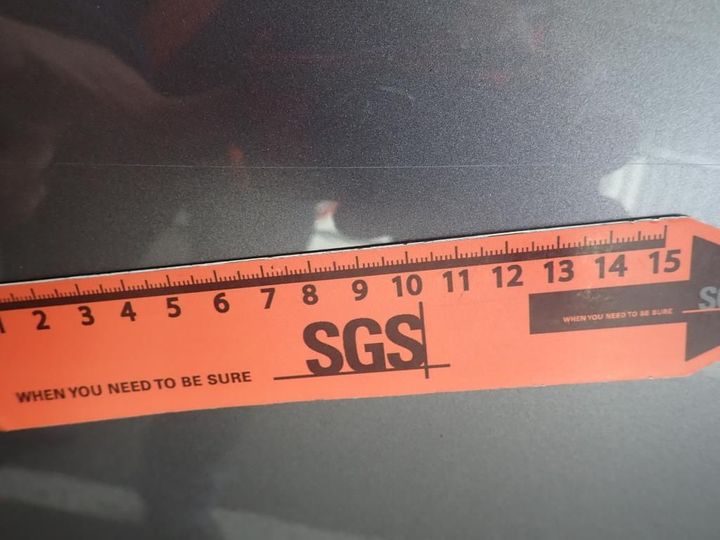 1 2 3 4 5 6 7 8 9 10 11 12 13 14 15
SGS
WHEN YOU NEED TO BE SURE
WHEN YOU NEED TO BE SURE